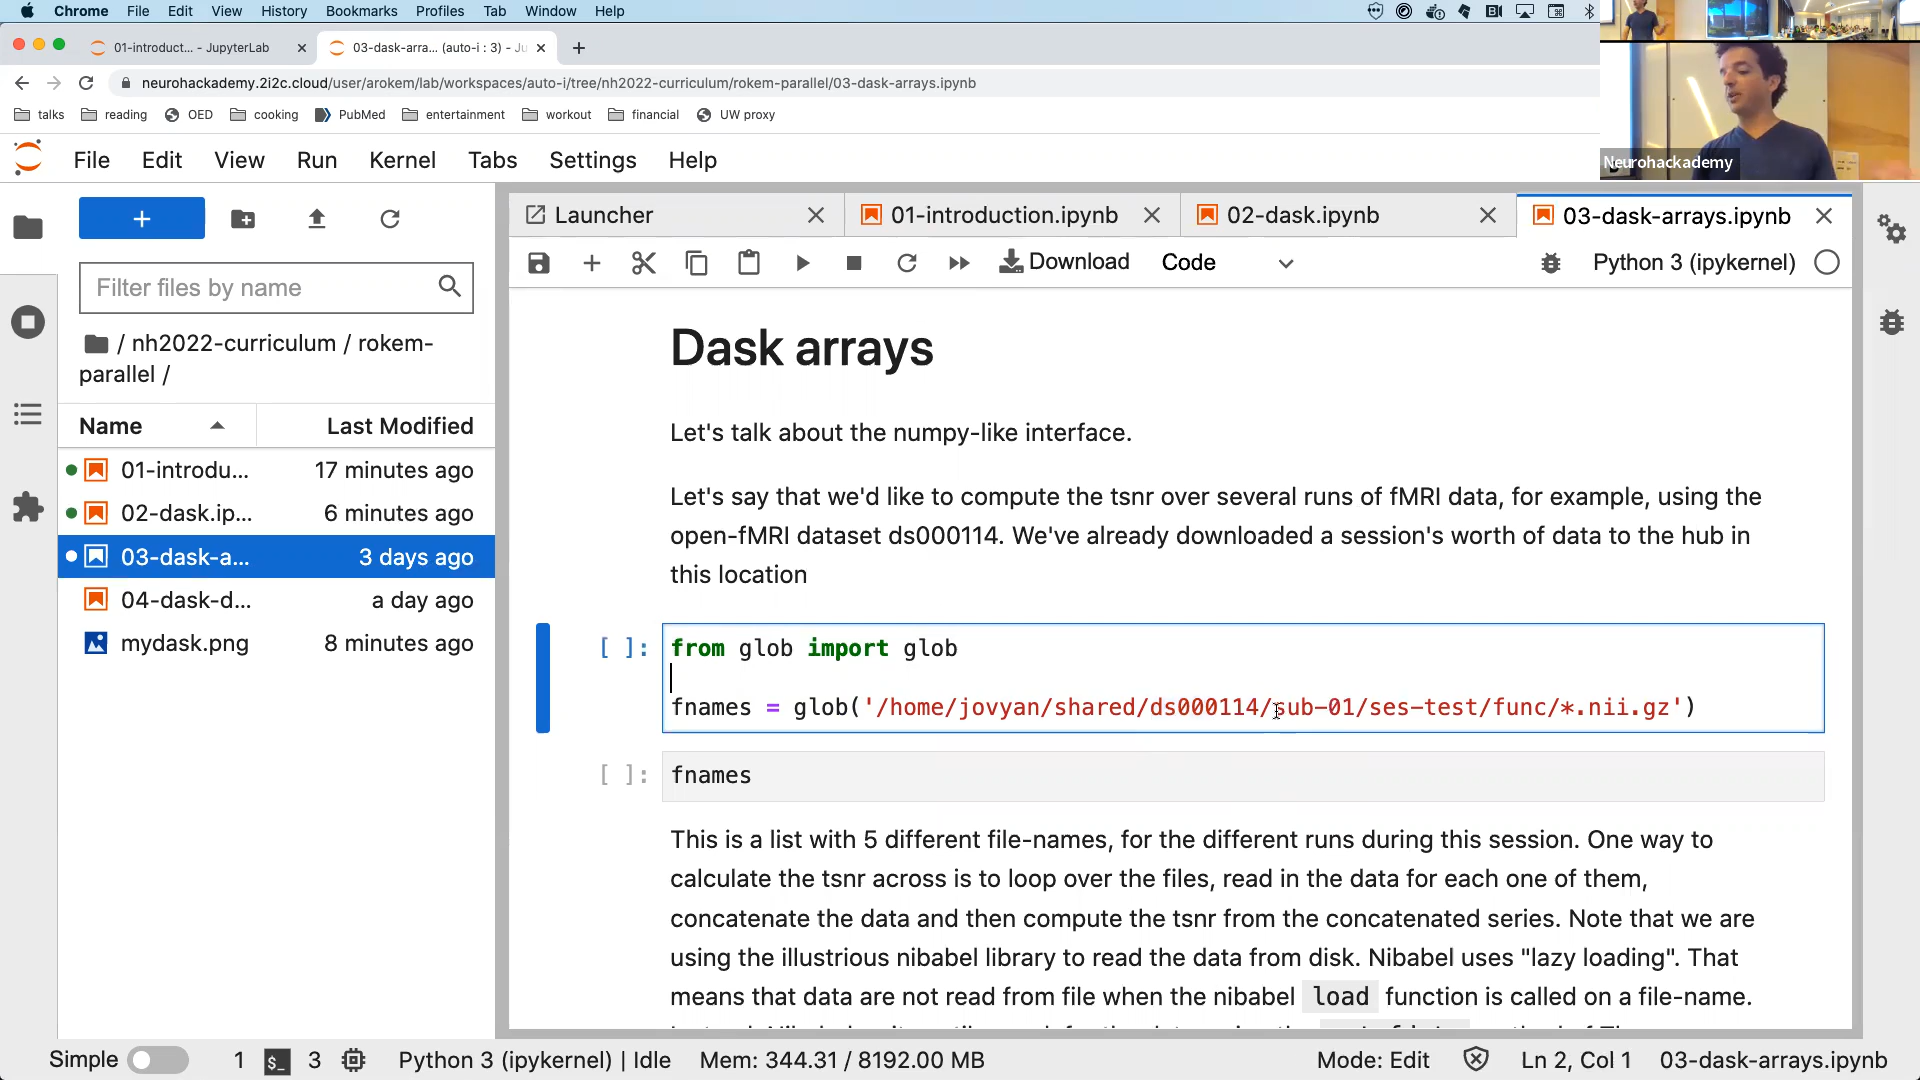 Chrome File Edit View History Bookmarks Profiles Tab Window Help
01-introduct... - JupyterLab
03-dask-arra... (auto-i : 3) - Ju
neurohackademy.2i2c.cloud/user/arokem/lab/workspaces/auto-i/tree/nh2022-curriculum/rokem-parallel/03-dask-arrays.ipynb
talks reading OED cooking PubMed entertainment workout financial UW proxy
Neurohackademy
File Edit View Run Kernel Tabs Settings Help
Launcher 01-introduction.ipynb 02-dask.ipynb 03-dask-arrays.ipynb
Download Code Python 3 (ipykernel)
Filter files by name
/ nh2022-curriculum / rokem-
parallel /
Name Last Modified
01-introdu... 17 minutes ago
02-dask.ip... 6 minutes ago
03-dask-a... 3 days ago
04-dask-d... a day ago
mydask.png 8 minutes ago
Dask arrays
Let's talk about the numpy-like interface.
Let's say that we'd like to compute the tsnr over several runs of fMRI data, for example, using the
open-fMRI dataset ds000114. We've already downloaded a session's worth of data to the hub in
this location
[ ]: from glob import glob
fnames = glob('/home/jovyan/shared/ds000114/sub-01/ses-test/func/*.nii.gz')
[ ]: fnames
This is a list with 5 different file-names, for the different runs during this session. One way to
calculate the tsnr across is to loop over the files, read in the data for each one of them,
concatenate the data and then compute the tsnr from the concatenated series. Note that we are
using the illustrious nibabel library to read the data from disk. Nibabel uses "lazy loading". That
means that data are not read from file when the nibabel load function is called on a file-name.
Simple 1 $_ 3 Python 3 (ipykernel) | Idle Mem: 344.31 / 8192.00 MB Mode: Edit Ln 2, Col 1 03-dask-arrays.ipynb